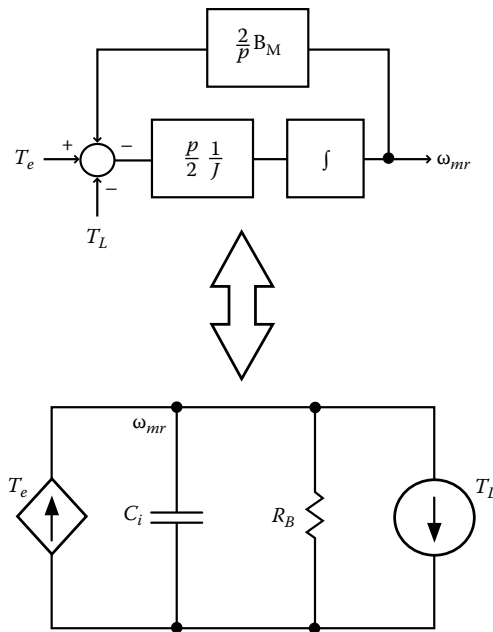 2/p B_M
+
−
T_e
p/2 1/J
∫
ω_mr
−
T_L
ω_mr
T_e
C_i
R_B
T_L